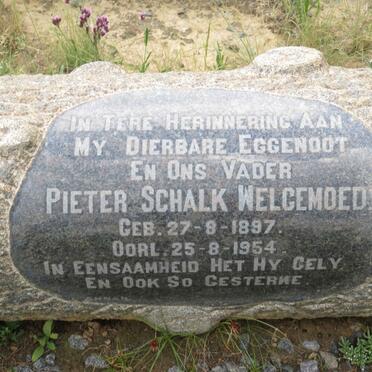 In Tere Herinnering Aan
My Dierbare Eggenoot
En Ons Vader
Pieter Schalk Welgemoed
Geb. 27-8-1897.
Oorl. 25-8-1954.
In Eensaamheid Het Hy Gely
En Ook So Gesterwe